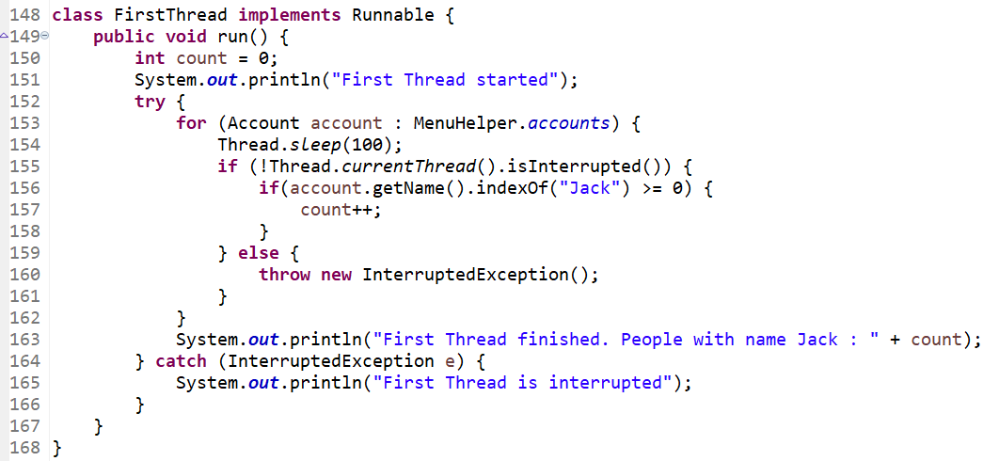 148 class FirstThread implements Runnable {
149 public void run() {
150 int count = 0;
151 System.out.println("First Thread started");
152 try {
153 for (Account account : MenuHelper.accounts) {
154 Thread.sleep(100);
155 if (!Thread.currentThread().isInterrupted()) {
156 if(account.getName().indexOf("Jack") >= 0) {
157 count++;
158 }
159 } else {
160 throw new InterruptedException();
161 }
162 }
163 System.out.println("First Thread finished. People with name Jack : " + count);
164 } catch (InterruptedException e) {
165 System.out.println("First Thread is interrupted");
166 }
167 }
168 }